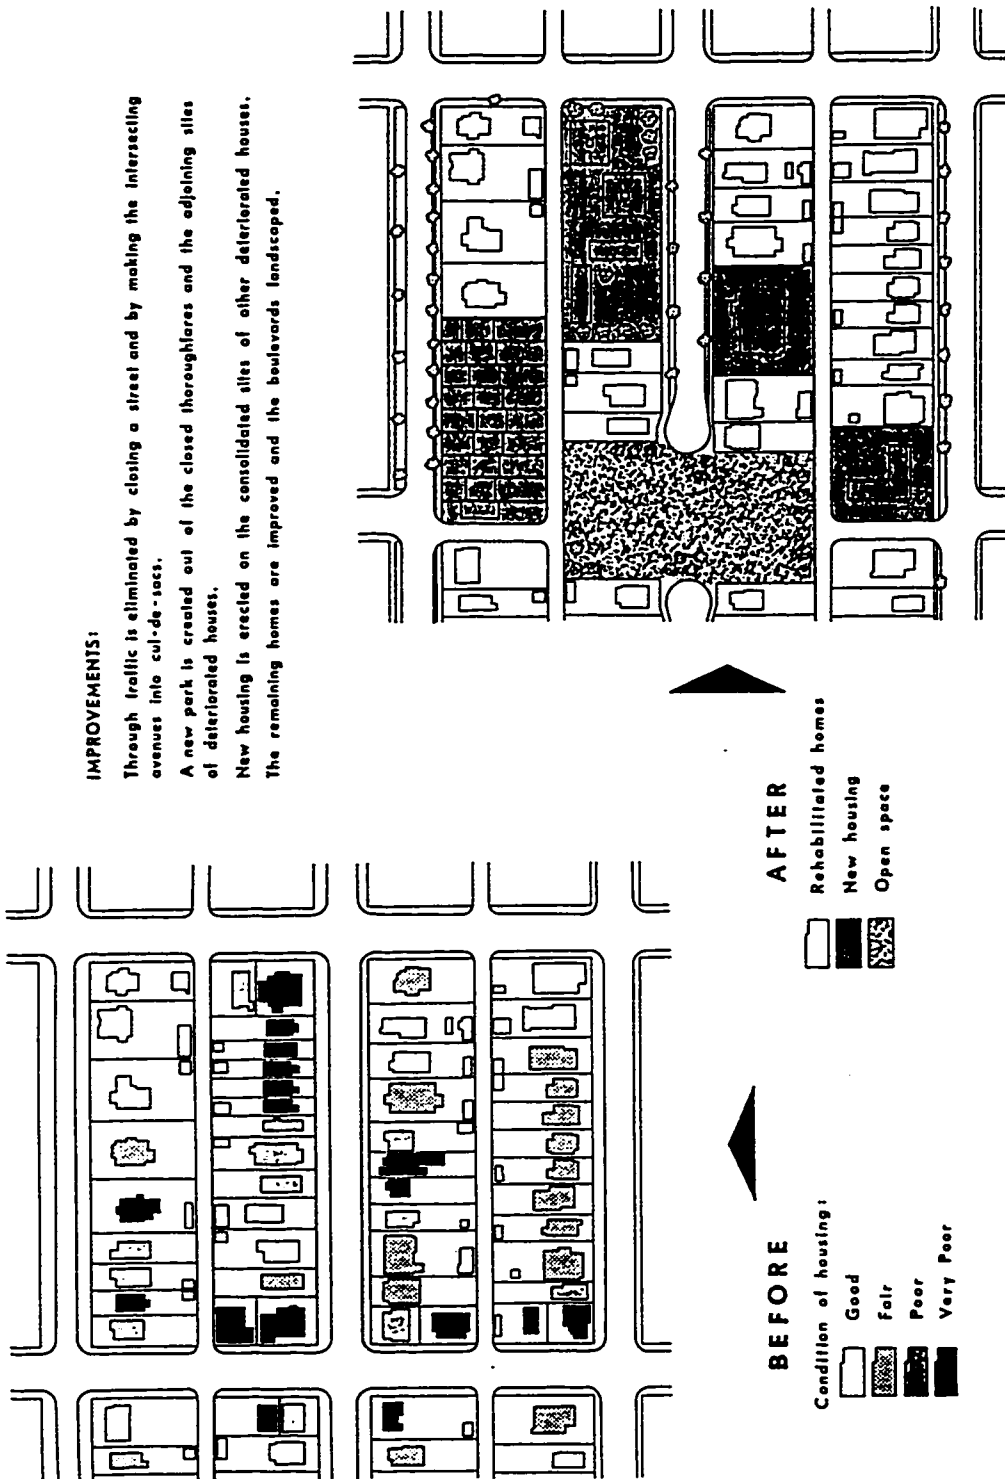 IMPROVEMENTS:
Through traffic is eliminated by closing a street and by making the intersecting
avenues into cul-de-sacs.
A new park is created out of the closed thoroughfares and the adjoining sites
of deteriorated houses.
New housing is erected on the consolidated sites of other deteriorated houses.
The remaining homes are improved and the boulevards landscaped.
BEFORE
Condition of housing:
Good
Fair
Poor
Very Poor
AFTER
Rehabilitated homes
New housing
Open space